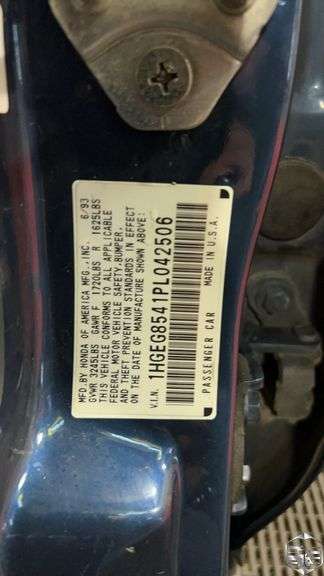 MFD.BY HONDA OF AMERICA MFG.,INC. 6/93
GVWR 3245LBS GAWR F 1720LBS R 1625LBS
THIS VEHICLE CONFORMS TO ALL APPLICABLE
FEDERAL MOTOR VEHICLE SAFETY,BUMPER,
AND THEFT PREVENTION STANDARDS IN EFFECT
ON THE DATE OF MANUFACTURE SHOWN ABOVE:
V.I.N. 1HGEG8541PL042506
PASSENGER CAR MADE IN U.S.A.